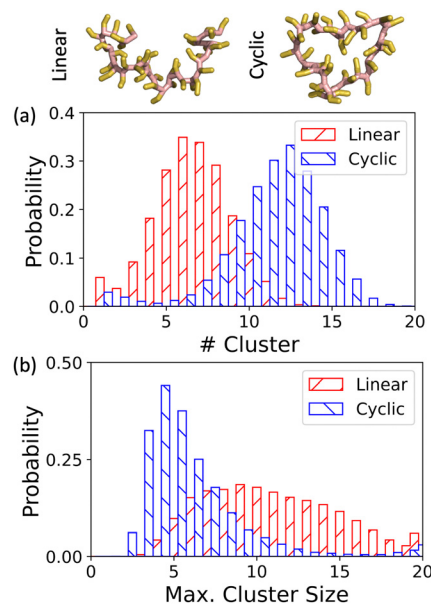 Linear
Cyclic
(a)
0.4
0.3
0.2
0.1
0.0
Probability
Linear
Cyclic
0
5
10
15
20
# Cluster
(b)
0.50
0.25
0.00
Probability
Linear
Cyclic
0
5
10
15
20
Max. Cluster Size